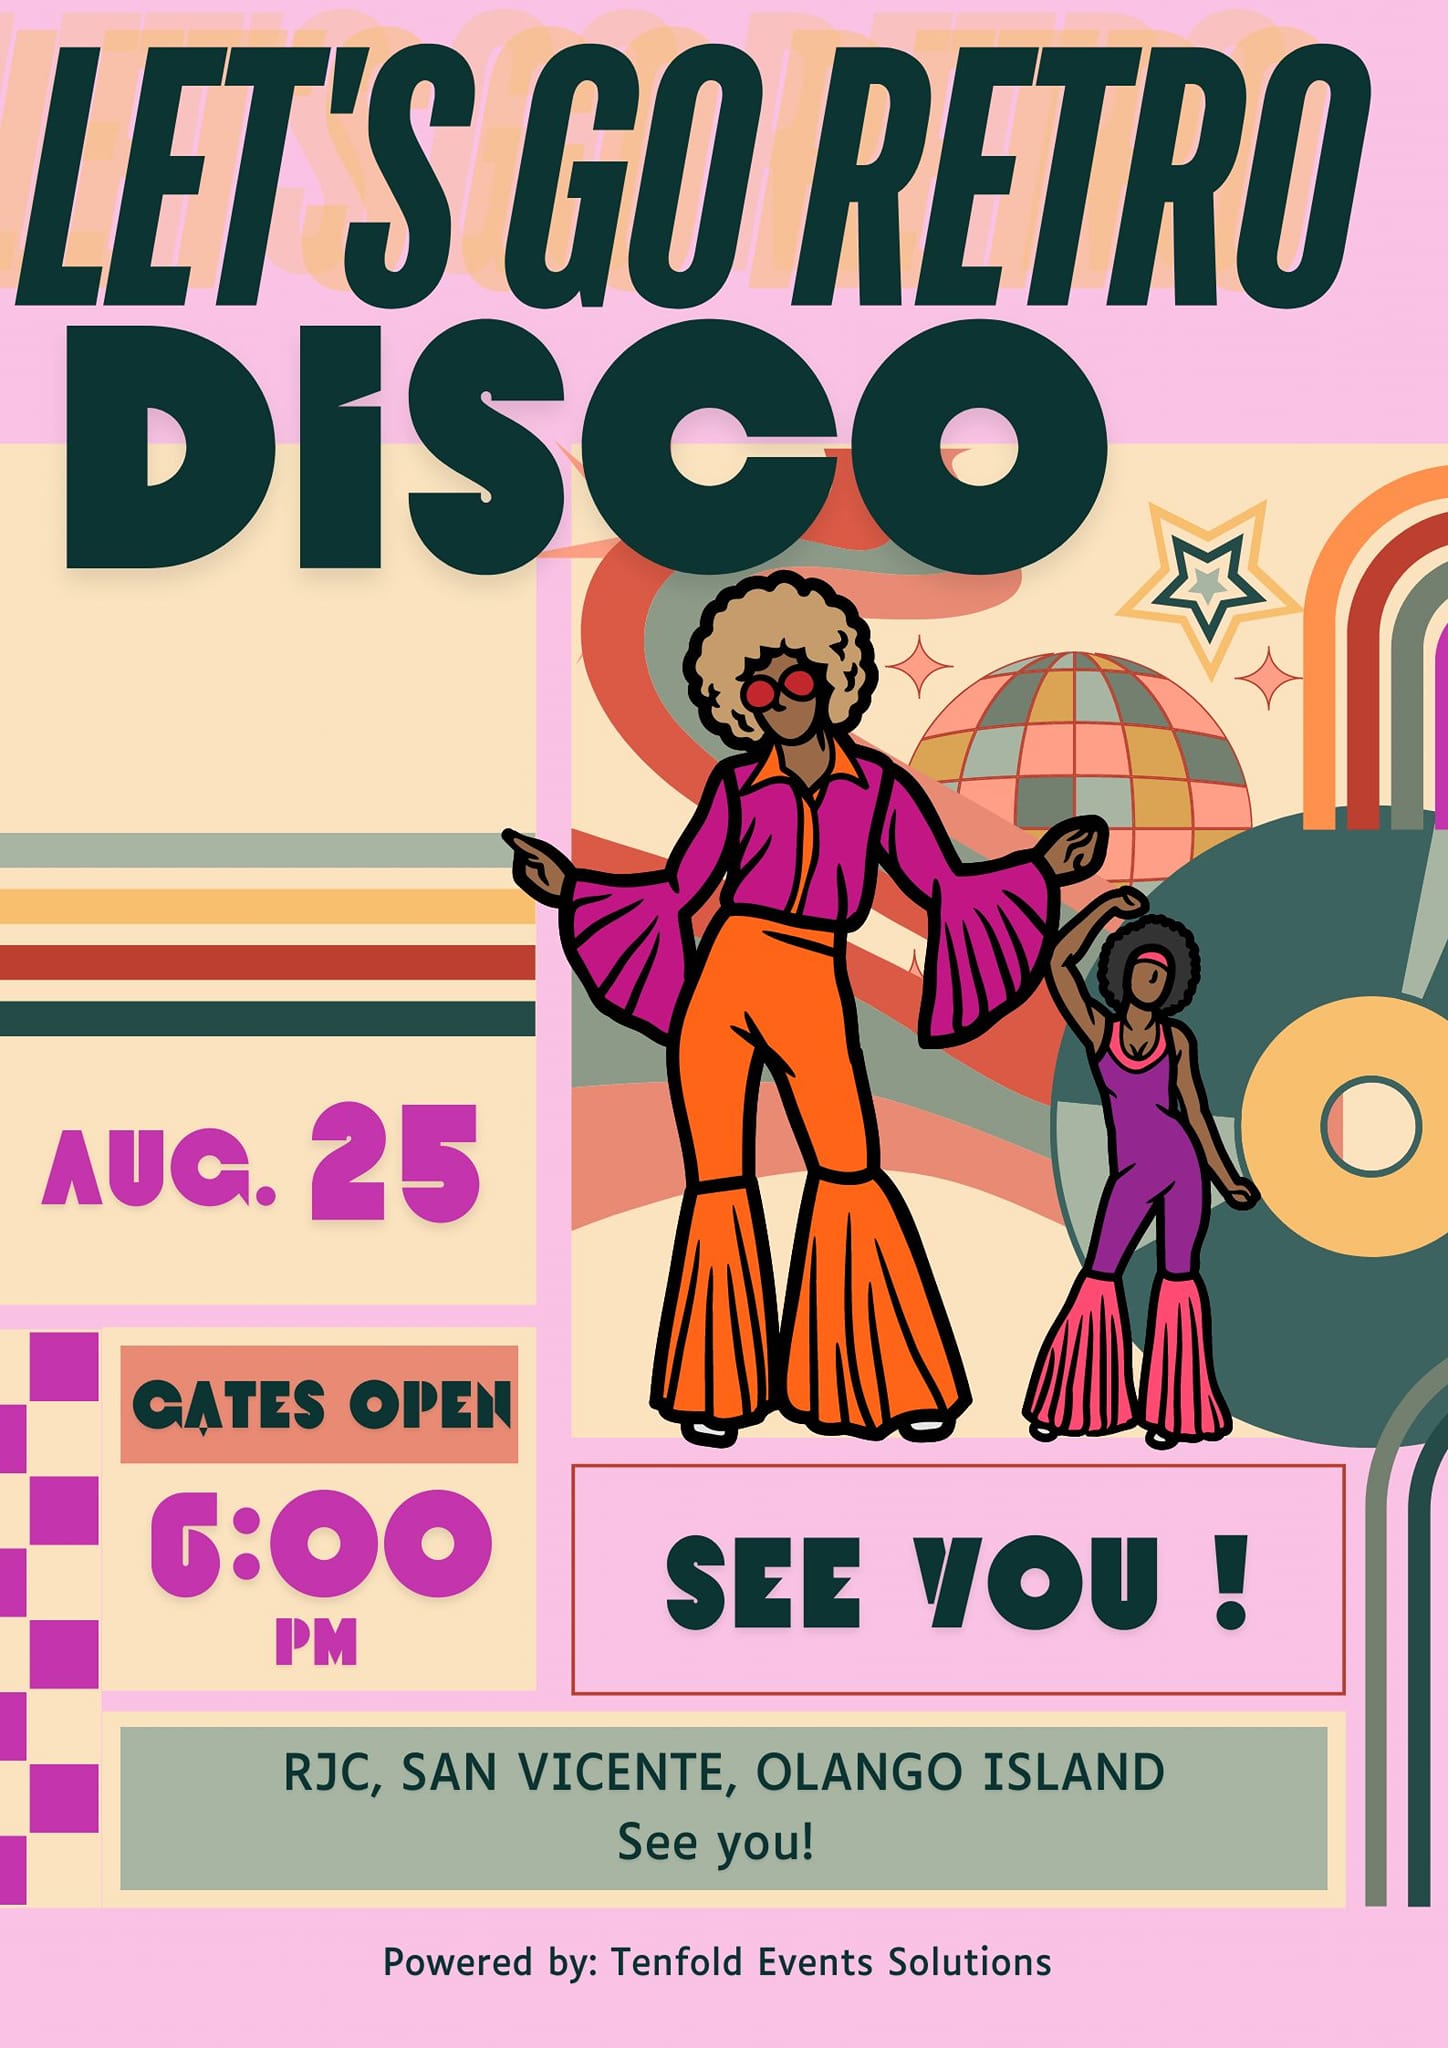 LET'S GO RETRO
DISCO
AUG. 25
GATES OPEN
6:00
PM
SEE YOU !
RJC, SAN VICENTE, OLANGO ISLAND
See you!
Powered by: Tenfold Events Solutions